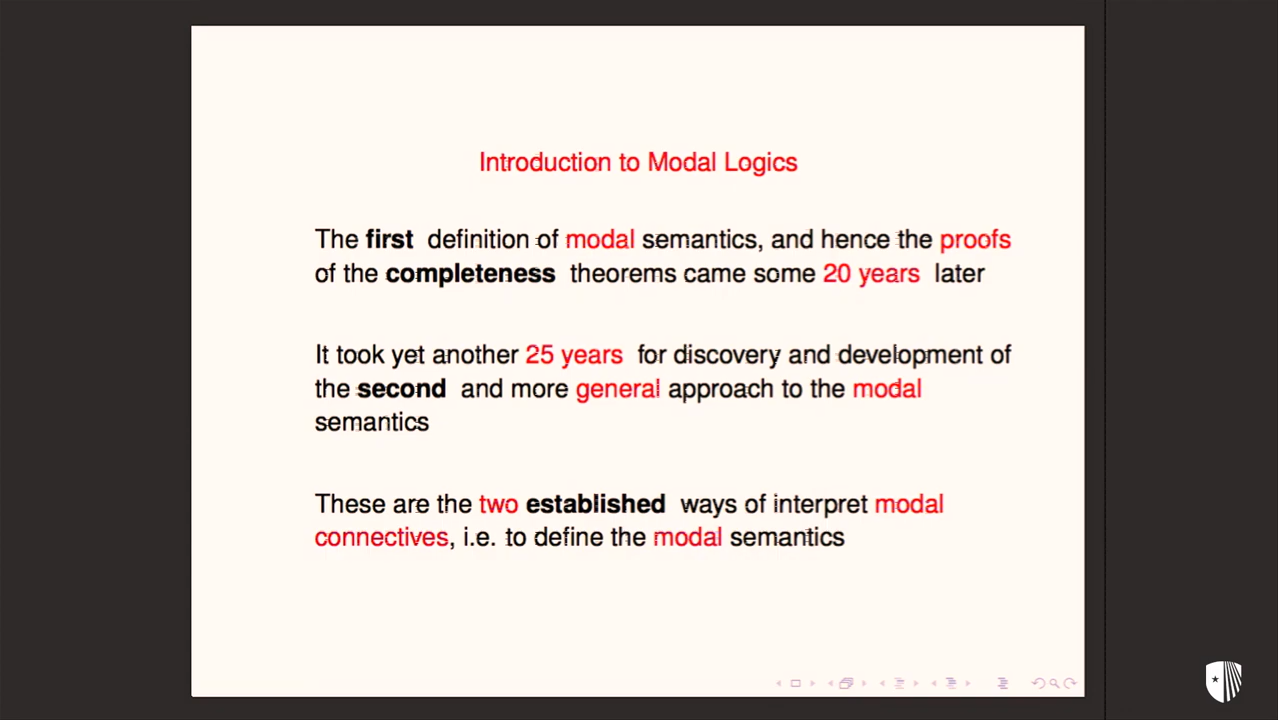 Introduction to Modal Logics
The first definition of modal semantics, and hence the proofs
of the completeness theorems came some 20 years later
It took yet another 25 years for discovery and development of
the second and more general approach to the modal
semantics
These are the two established ways of interpret modal
connectives, i.e. to define the modal semantics